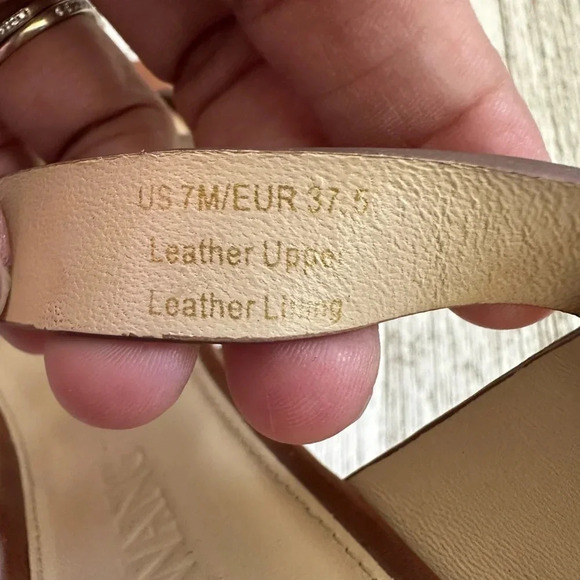 US 7M/EUR 37.5
Leather Upper
Leather Lining